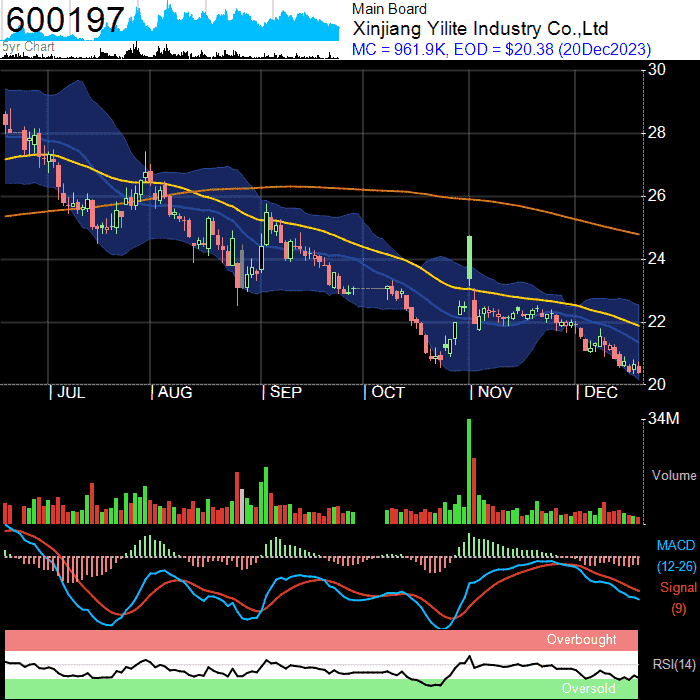 600197
Main Board
Xinjiang Yilite Industry Co.,Ltd
MC = 961.9K, EOD = $20.38 (20Dec2023)
5yr Chart
30
28
26
24
22
20
| JUL | AUG | SEP | OCT | NOV | DEC
34M
Volume
MACD
(12-26)
Signal
(9)
Overbought
RSI(14)
Oversold